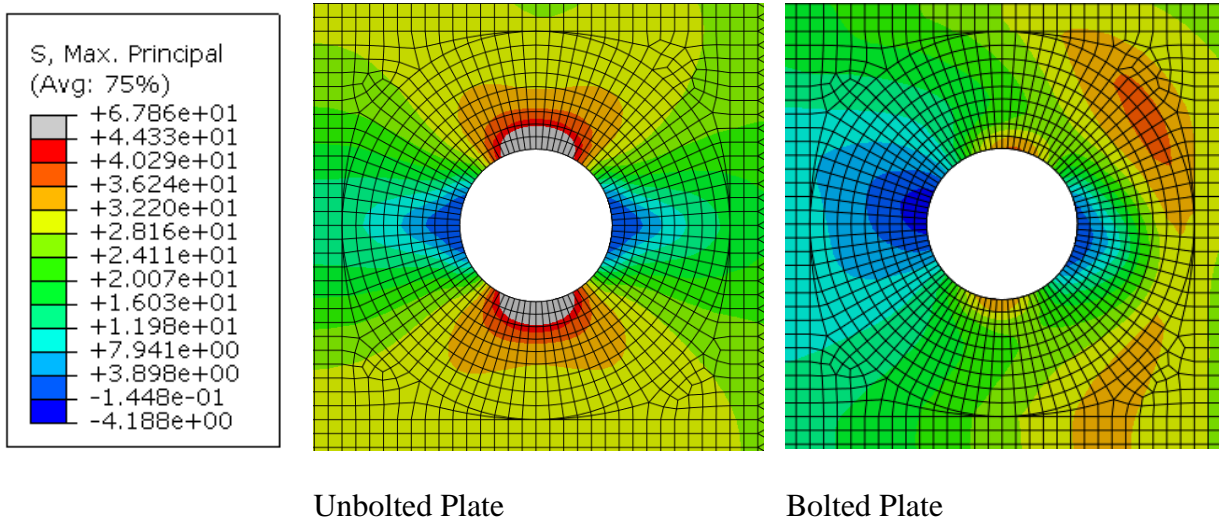 S, Max. Principal
(Avg: 75%)
+6.786e+01
+4.433e+01
+4.029e+01
+3.624e+01
+3.220e+01
+2.816e+01
+2.411e+01
+2.007e+01
+1.603e+01
+1.198e+01
+7.941e+00
+3.898e+00
-1.448e-01
-4.188e+00
Unbolted Plate
Bolted Plate